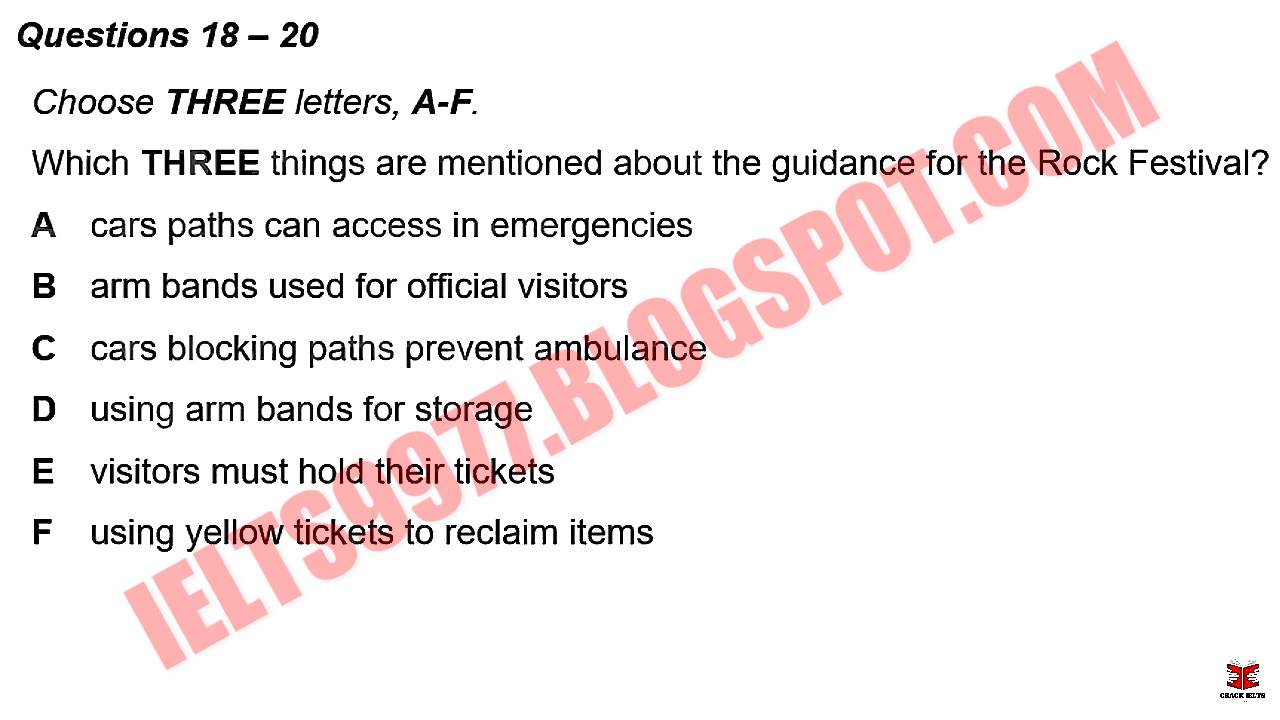 Questions 18 – 20
Choose THREE letters, A-F.
Which THREE things are mentioned about the guidance for the Rock Festival?
A cars paths can access in emergencies
B arm bands used for official visitors
C cars blocking paths prevent ambulance
D using arm bands for storage
E visitors must hold their tickets
F using yellow tickets to reclaim items
IELTS9977.BLOGSPOT.COM
CRACK IELTS